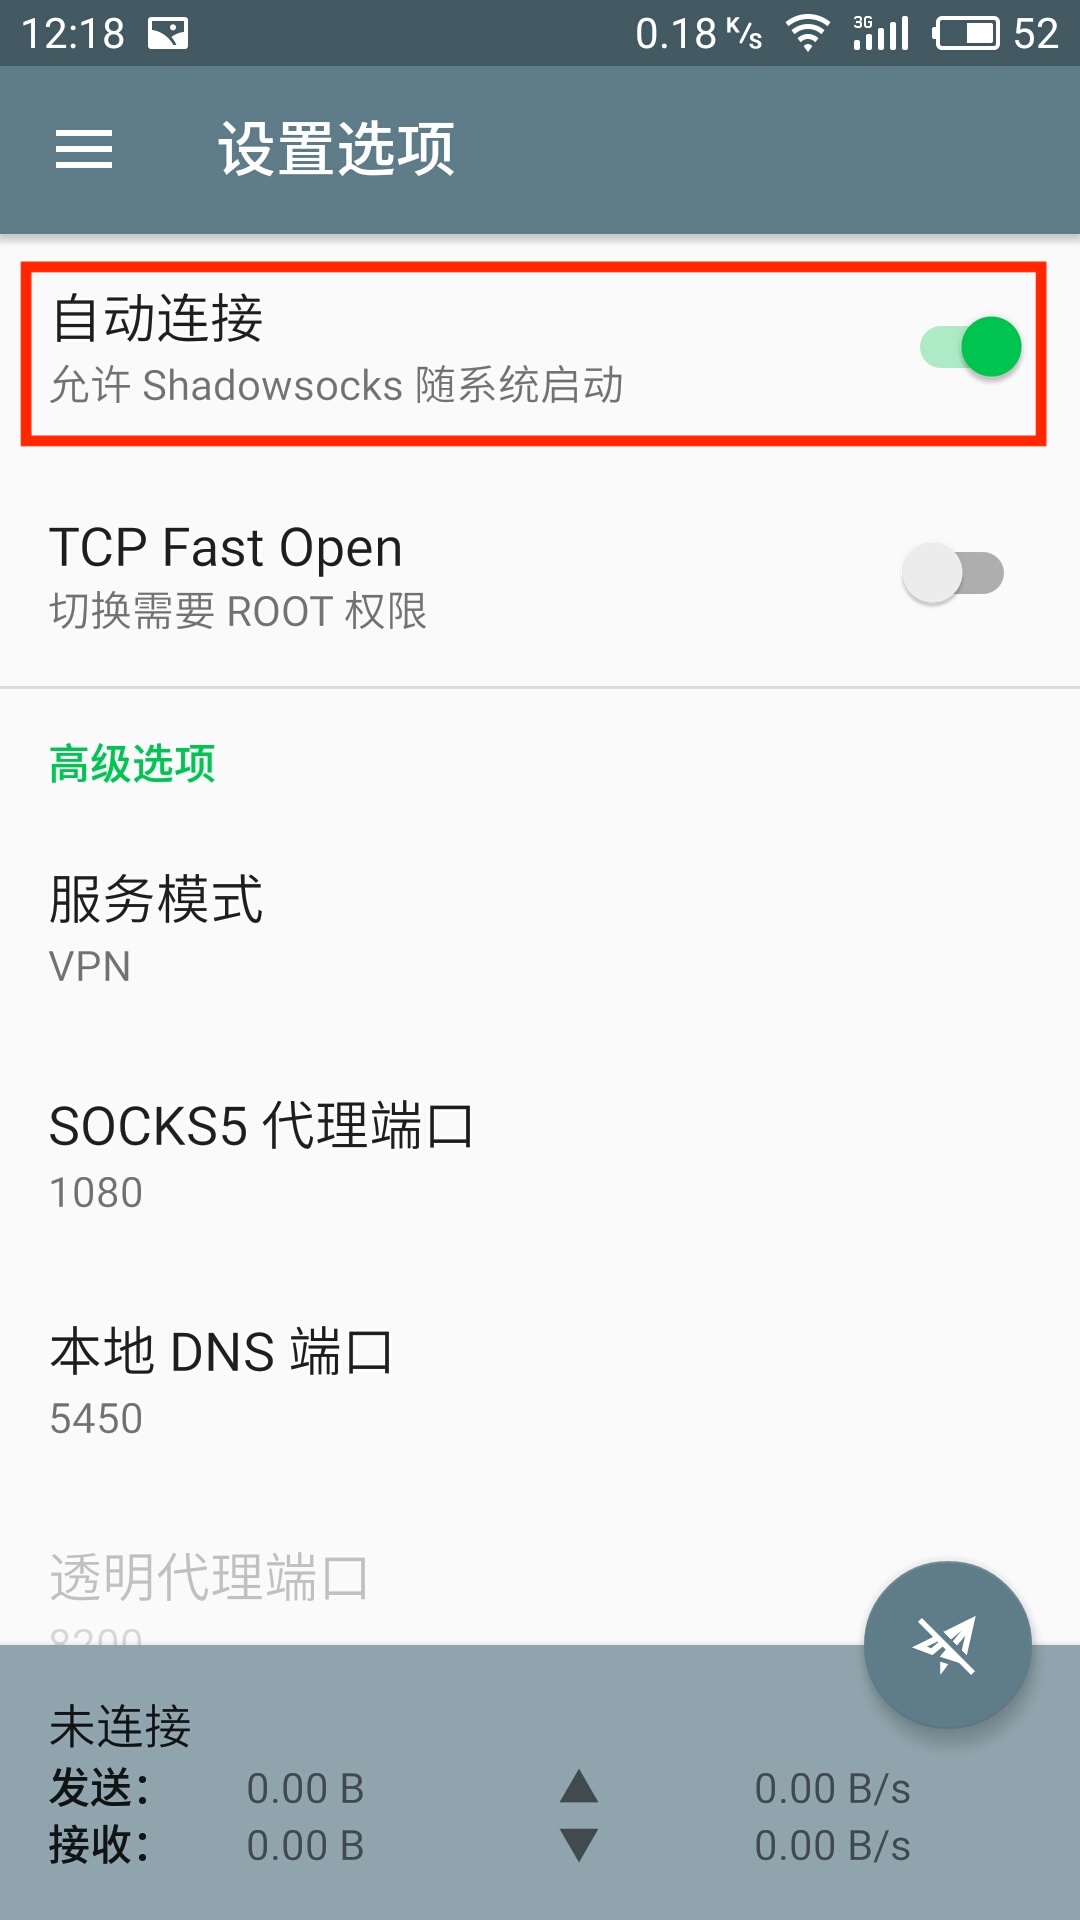 12:18 0.18 K/s 3G 52
设置选项
自动连接
允许 Shadowsocks 随系统启动
TCP Fast Open
切换需要 ROOT 权限
高级选项
服务模式
VPN
SOCKS5 代理端口
1080
本地 DNS 端口
5450
透明代理端口
8200
未连接
发送： 0.00 B ▲ 0.00 B/s
接收： 0.00 B ▼ 0.00 B/s